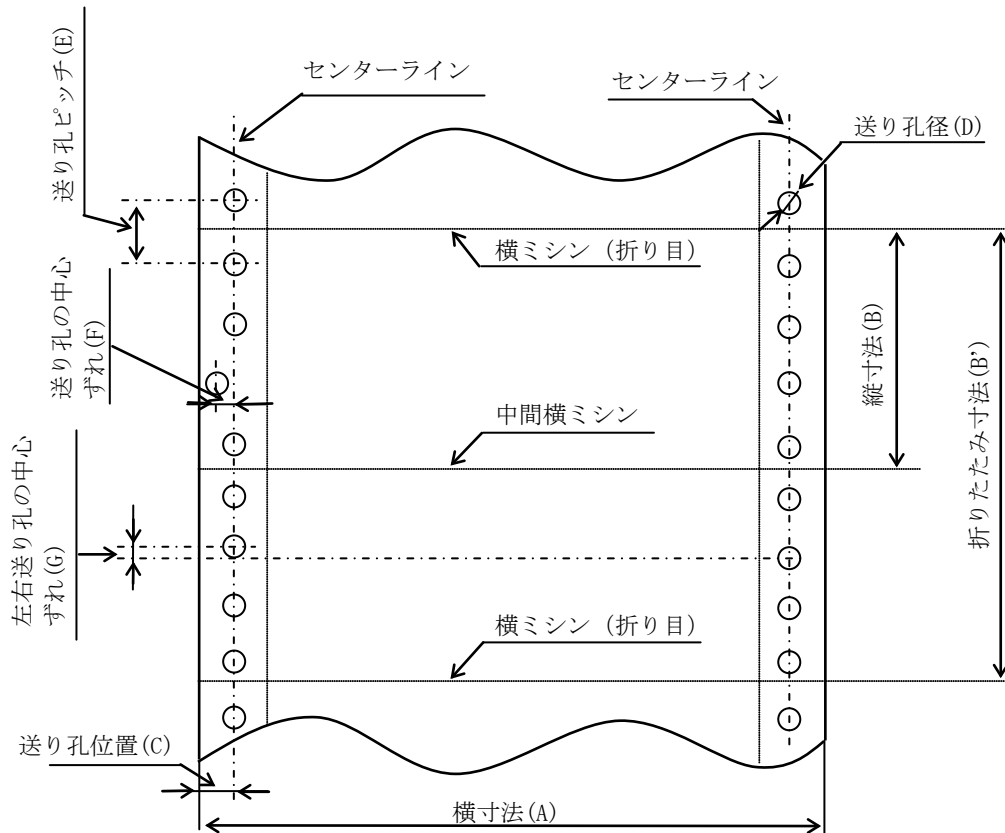 センターライン
センターライン
送り孔ピッチ(E)
送り孔径(D)
横ミシン（折り目）
送り孔の中心
ずれ(F)
縦寸法(B)
折りたたみ寸法(B’)
中間横ミシン
左右送り孔の中心
ずれ(G)
横ミシン（折り目）
送り孔位置(C)
横寸法(A)